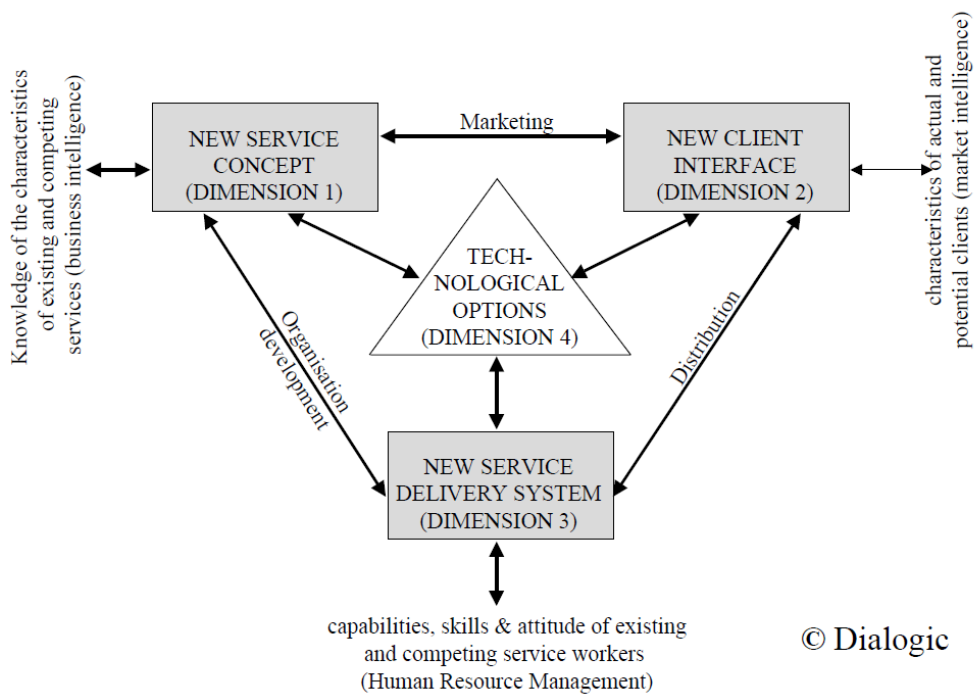 Knowledge of the characteristics
of existing and competing
services (business intelligence)
NEW SERVICE
CONCEPT
(DIMENSION 1)
Marketing
NEW CLIENT
INTERFACE
(DIMENSION 2)
characteristics of actual and
potential clients (market intelligence)
TECH-
NOLOGICAL
OPTIONS
(DIMENSION 4)
Organisation
development
Distribution
NEW SERVICE
DELIVERY SYSTEM
(DIMENSION 3)
capabilities, skills & attitude of existing
and competing service workers
(Human Resource Management)
© Dialogic